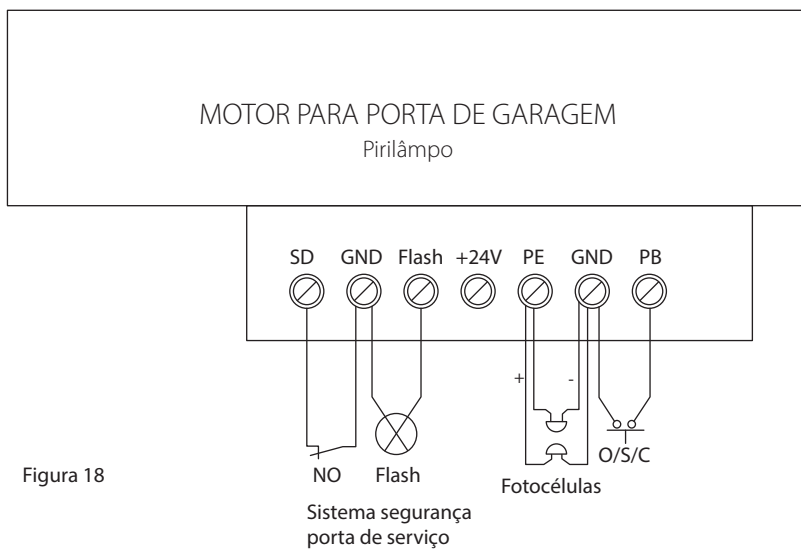 MOTOR PARA PORTA DE GARAGEM
Pirilâmpo
SD GND Flash +24V PE GND PB
+ -
O/S/C
NO Flash
Fotocélulas
Figura 18
Sistema segurança
porta de serviço